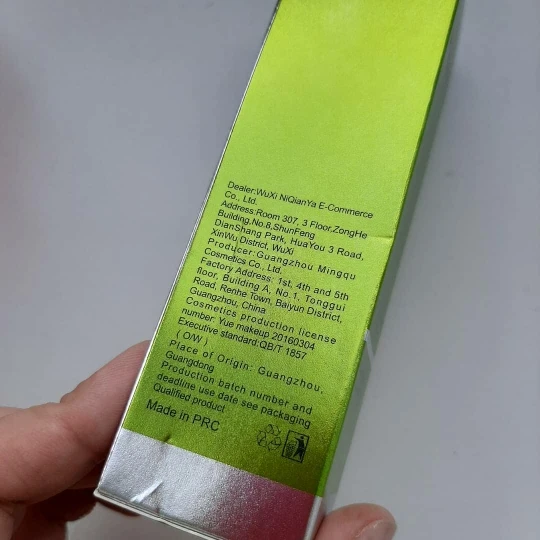 Dealer:WuXi NiQianYa E-Commerce
Co., Ltd.
Address:Room 307, 3 Floor,ZongHe
Building,No.8,ShunFeng
DianShang Park, HuaYou 3 Road,
XinWu District, WuXi
Producer:Guangzhou Mingqu
Cosmetics Co., Ltd.
Factory Address: 1st, 4th and 5th
floor, Building A, No.1, Tonggui
Road, Renhe Town, Baiyun District,
Guangzhou, China
Cosmetics production license
number: Yue makeup 20160304
Executive standard:QB/T 1857
(O/W)
Place of Origin: Guangzhou,
Guangdong
Production batch number and
deadline use date see packaging
Qualified product
Made in PRC